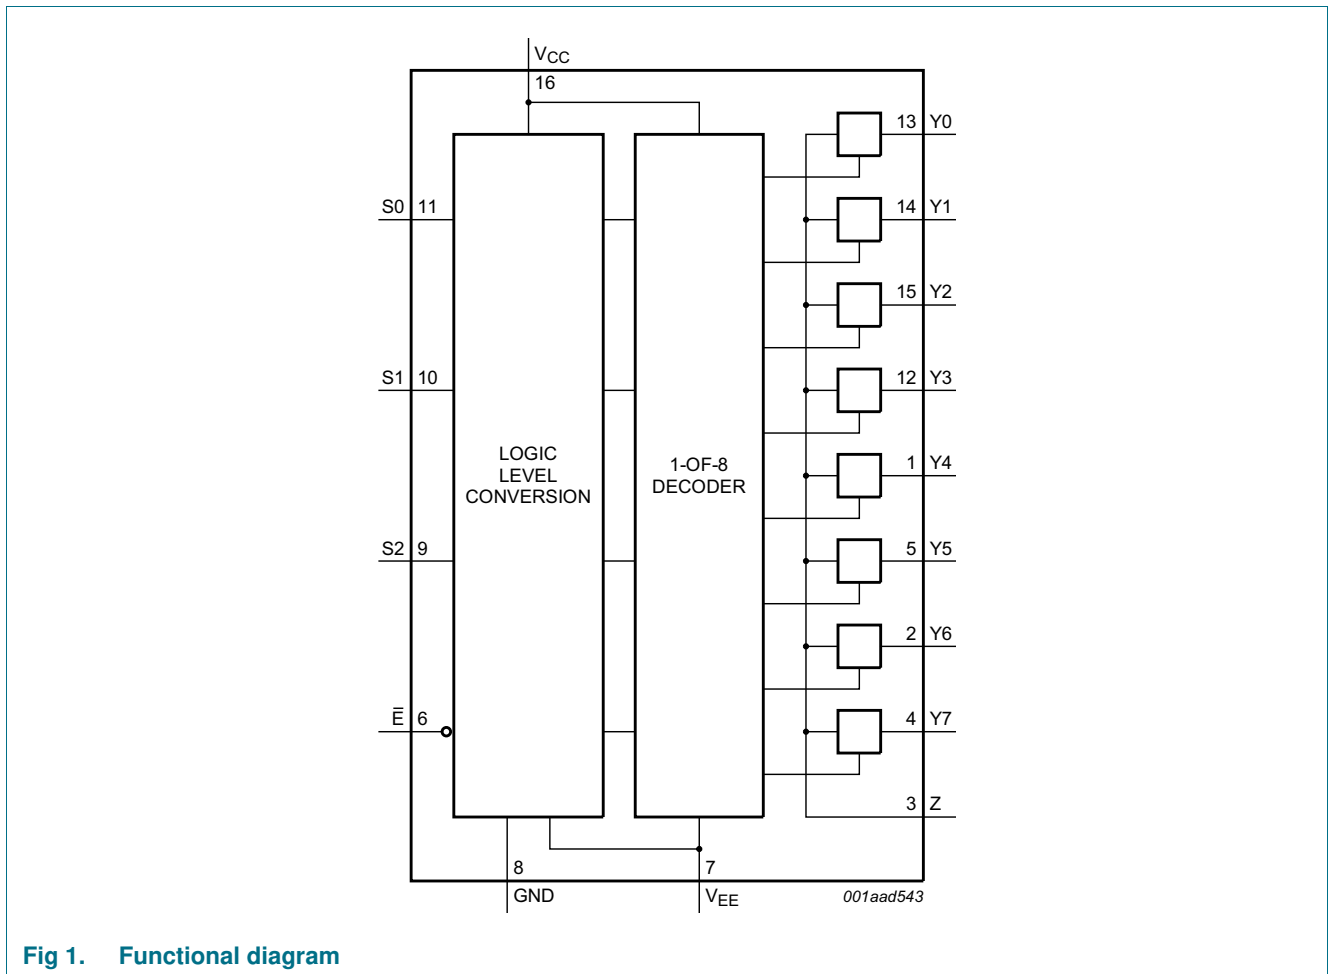 VCC
16
13 Y0
S0 11
14 Y1
15 Y2
S1 10
12 Y3
LOGIC
LEVEL
CONVERSION
1-OF-8
DECODER
1 Y4
S2 9
5 Y5
2 Y6
E̅ 6
4 Y7
3 Z
8
7
GND
VEE
001aad543
Fig 1. Functional diagram